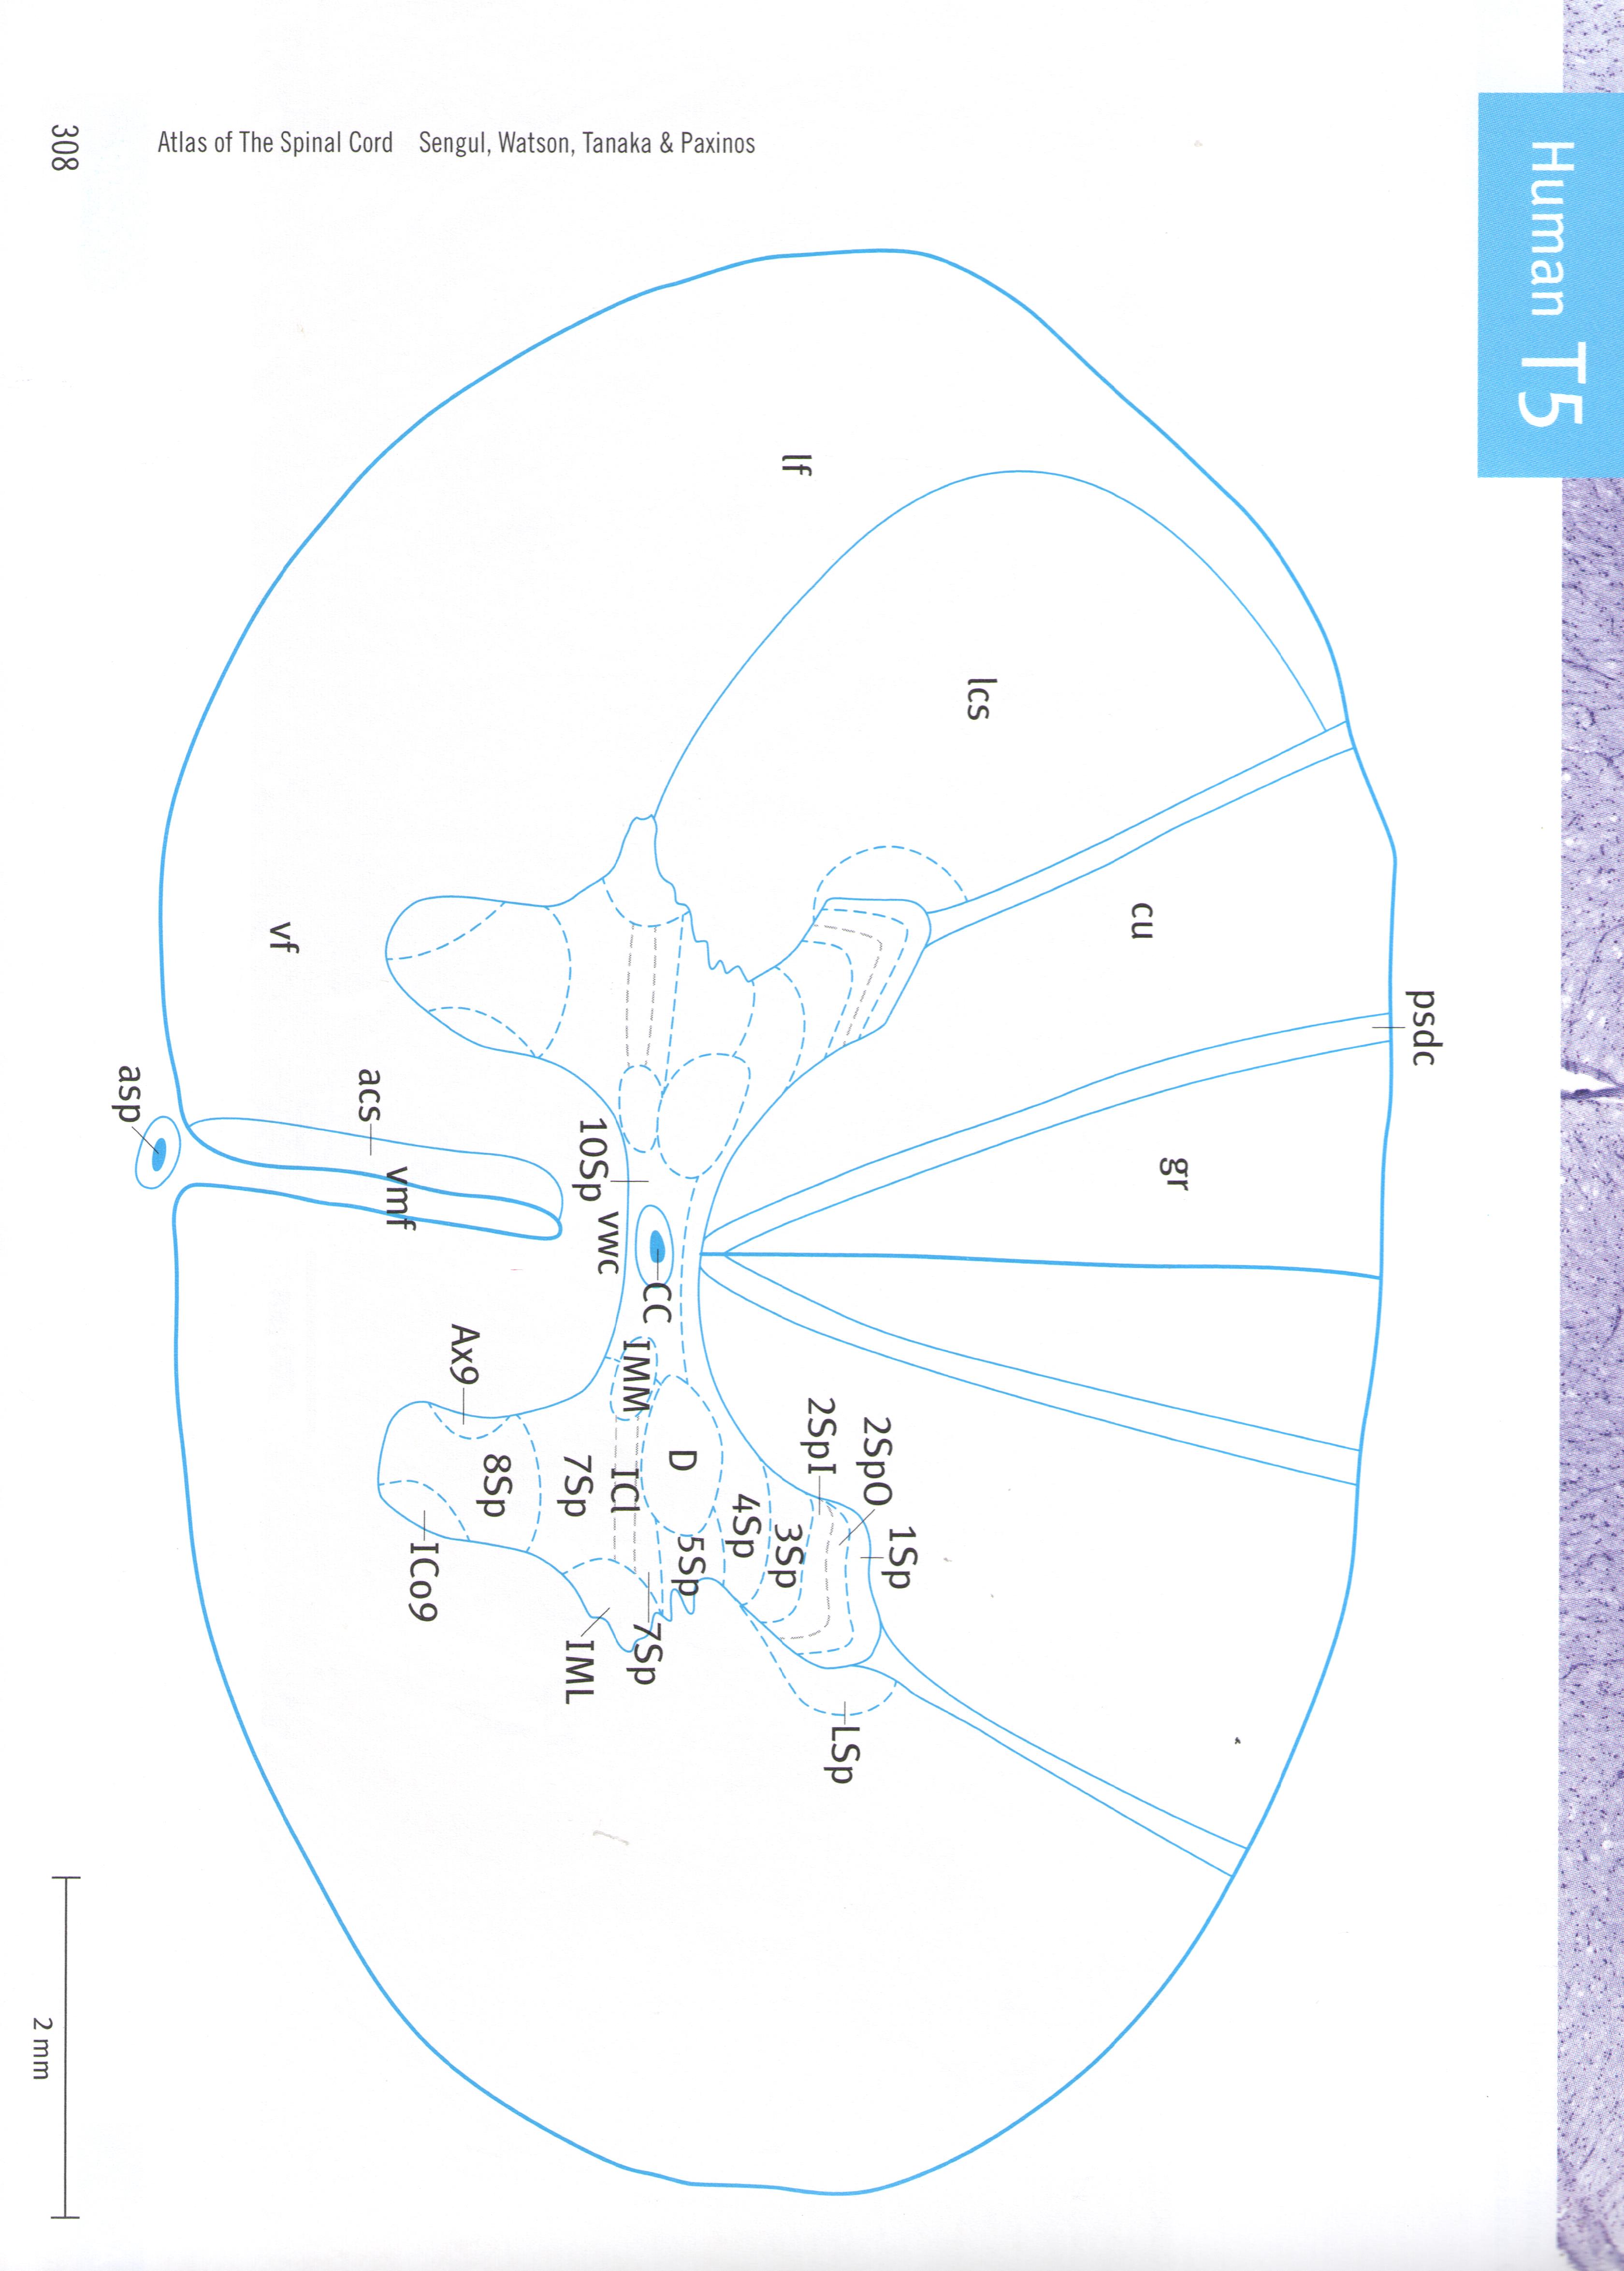 Human T5
psdc
gr
cu
lcs
lf
1Sp
2SpO
2SpI
LSp
3Sp
4Sp
D
5Sp
CC
IMM
ICl
7Sp
10Sp
vwc
7Sp
IML
8Sp
Ax9
ICo9
vmf
acs
vf
asp
2 mm
308
Atlas of The Spinal Cord Sengul, Watson, Tanaka & Paxinos